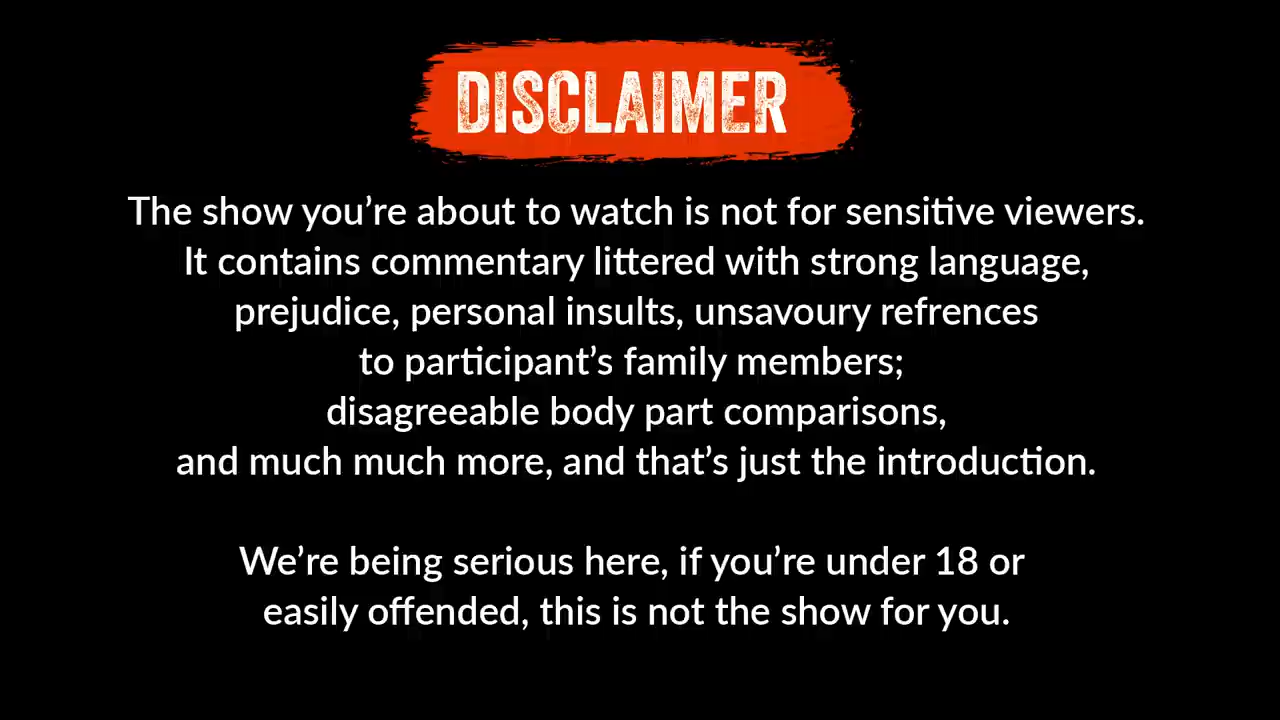 DISCLAIMER
The show you’re about to watch is not for sensitive viewers.
It contains commentary littered with strong language,
prejudice, personal insults, unsavoury refrences
to participant’s family members;
disagreeable body part comparisons,
and much much more, and that’s just the introduction.
We’re being serious here, if you’re under 18 or
easily offended, this is not the show for you.